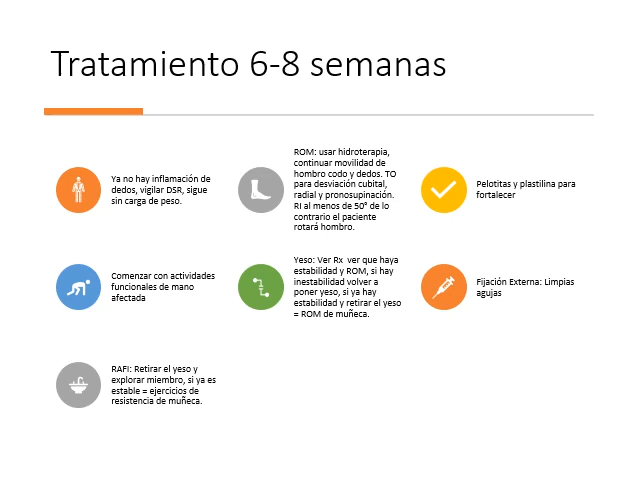 Tratamiento 6-8 semanas
Ya no hay inflamación de
dedos, vigilar DSR, sigue
sin carga de peso.
ROM: usar hidroterapia,
continuar movilidad de
hombro codo y dedos. TO
para desviación cubital,
radial y pronosupinación.
RI al menos de 50° de lo
contrario el paciente
rotará hombro.
Pelotitas y plastilina para
fortalecer
Comenzar con actividades
funcionales de mano
afectada
Yeso: Ver Rx ver que haya
estabilidad y ROM, si hay
inestabilidad volver a
poner yeso, si ya hay
estabilidad y retirar el yeso
= ROM de muñeca.
Fijación Externa: Limpias
agujas
RAFI: Retirar el yeso y
explorar miembro, si ya es
estable = ejercicios de
resistencia de muñeca.